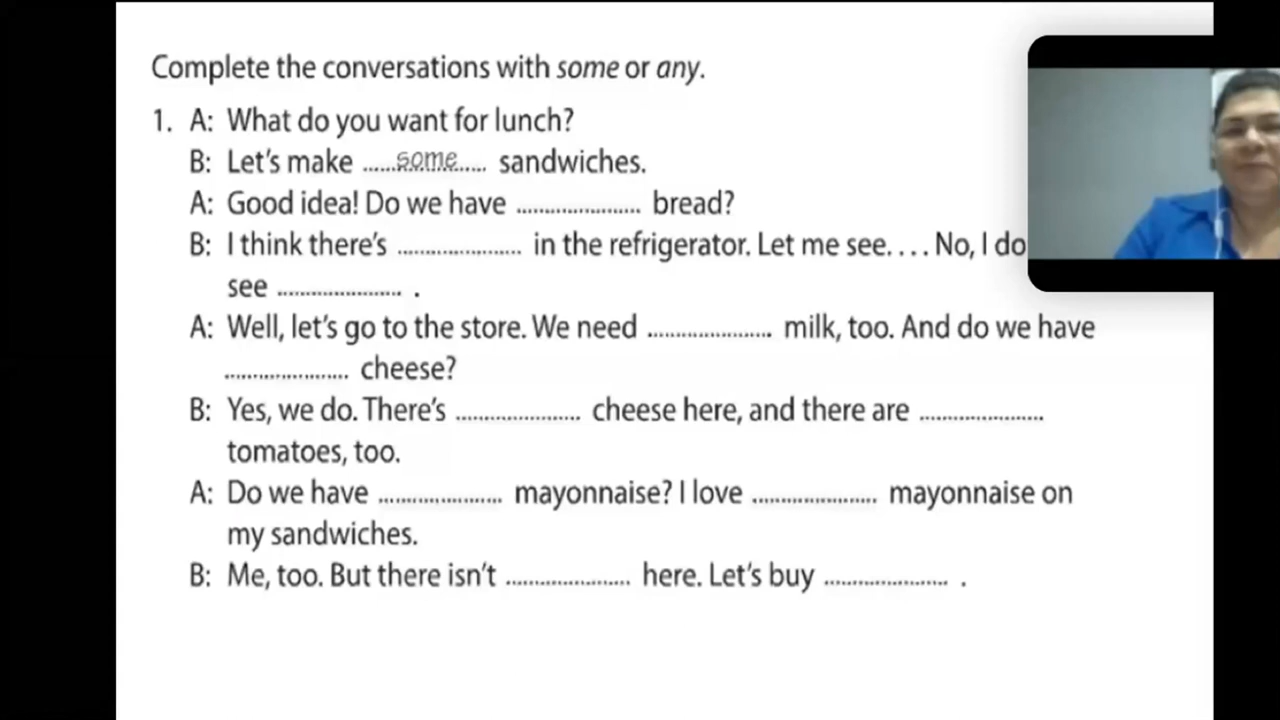 Complete the conversations with some or any.
1. A: What do you want for lunch?
B: Let's make .....some..... sandwiches.
A: Good idea! Do we have ..................... bread?
B: I think there's ..................... in the refrigerator. Let me see. . . . No, I do
see ..................... .
A: Well, let's go to the store. We need ..................... milk, too. And do we have
..................... cheese?
B: Yes, we do. There's ..................... cheese here, and there are .....................
tomatoes, too.
A: Do we have ..................... mayonnaise? I love ..................... mayonnaise on
my sandwiches.
B: Me, too. But there isn't ..................... here. Let's buy ..................... .